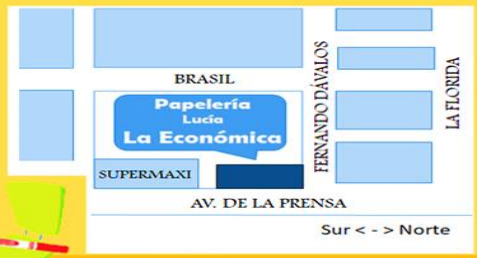 BRASIL
Papelería
Lucía
La Económica
FERNANDO DÁVALOS
LA FLORIDA
SUPERMAXI
AV. DE LA PRENSA
Sur < - > Norte